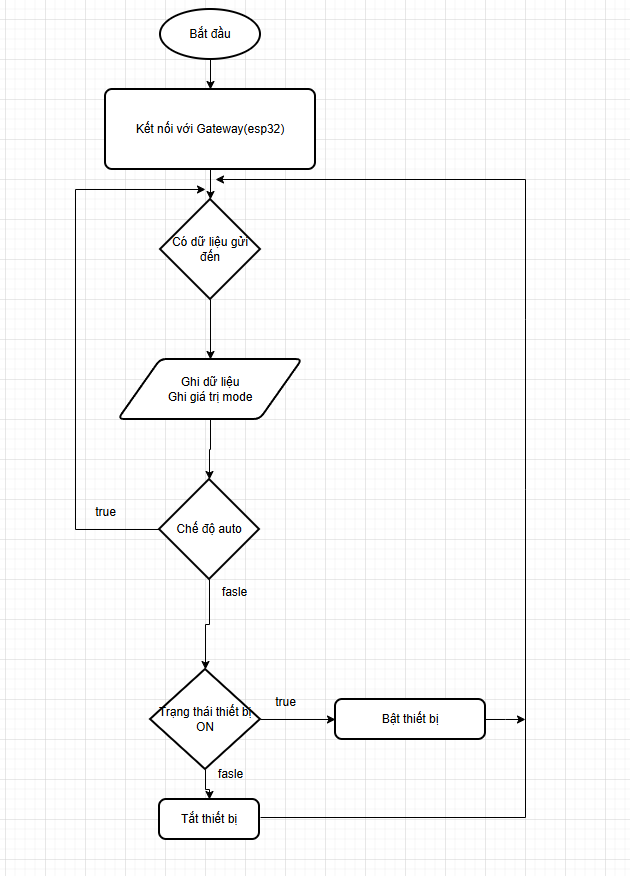 Bắt đầu
Kết nối với Gateway(esp32)
Có dữ liệu gửi
đến
Ghi dữ liệu
Ghi giá trị mode
true
Chế độ auto
fasle
Trạng thái thiết bị
ON
true
Bật thiết bị
fasle
Tắt thiết bị